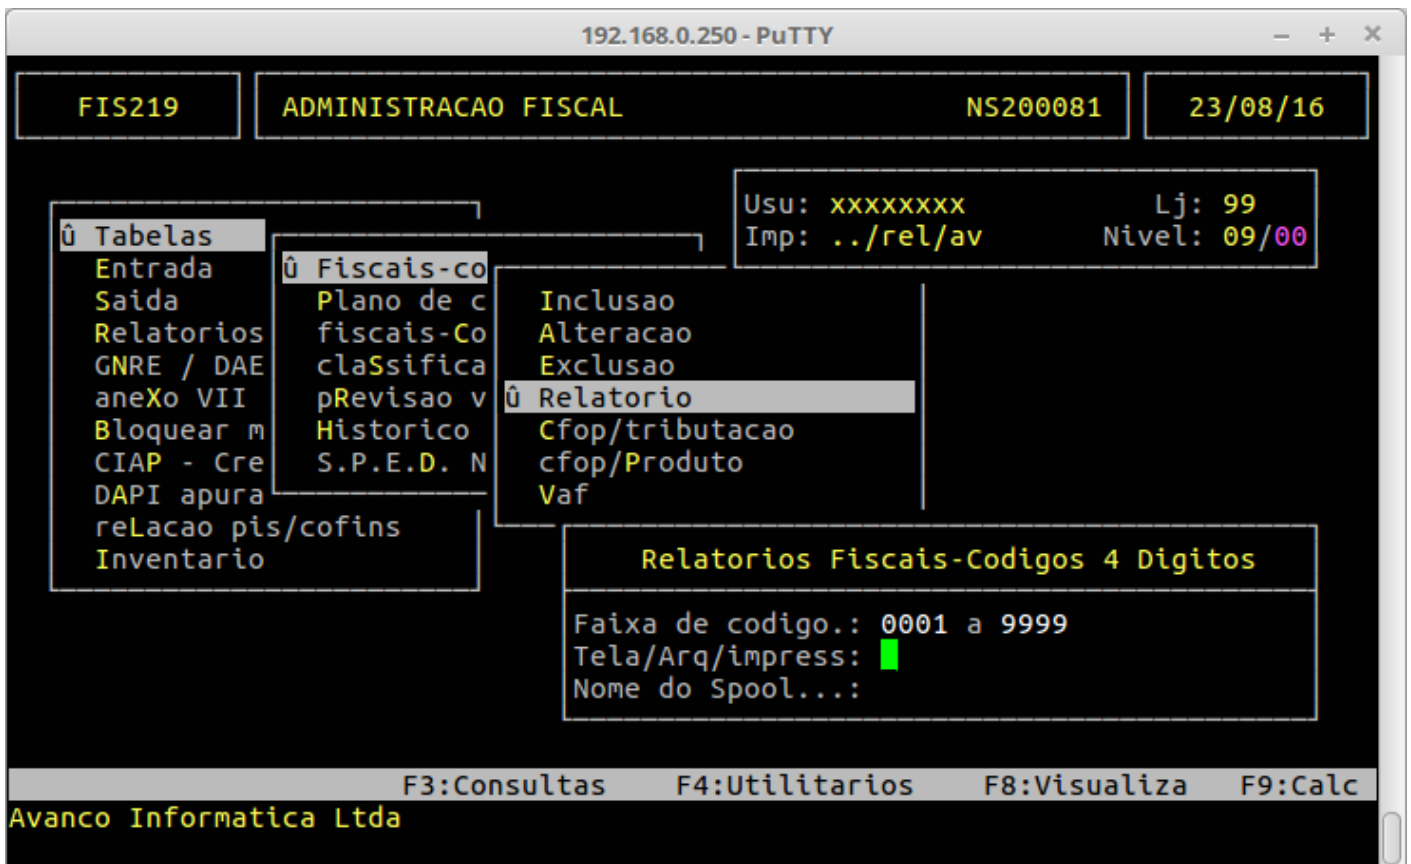 192.168.0.250 - PuTTY
FIS219 ADMINISTRACAO FISCAL NS200081 23/08/16
Usu: xxxxxxxx Lj: 99
Imp: ../rel/av Nivel: 09/00
û Tabelas
Entrada
Saida
Relatorios
GNRE / DAE
aneXo VII
Bloquear m
CIAP - Cre
DAPI apura
reLacao pis/cofins
Inventario
û Fiscais-co
Plano de c
fiscais-Co
claSsifica
pRevisao v
Historico
S.P.E.D. N
Inclusao
Alteracao
Exclusao
û Relatorio
Cfop/tributacao
cfop/Produto
Vaf
Relatorios Fiscais-Codigos 4 Digitos
Faixa de codigo.: 0001 a 9999
Tela/Arq/impress:
Nome do Spool...:
F3:Consultas F4:Utilitarios F8:Visualiza F9:Calc
Avanco Informatica Ltda